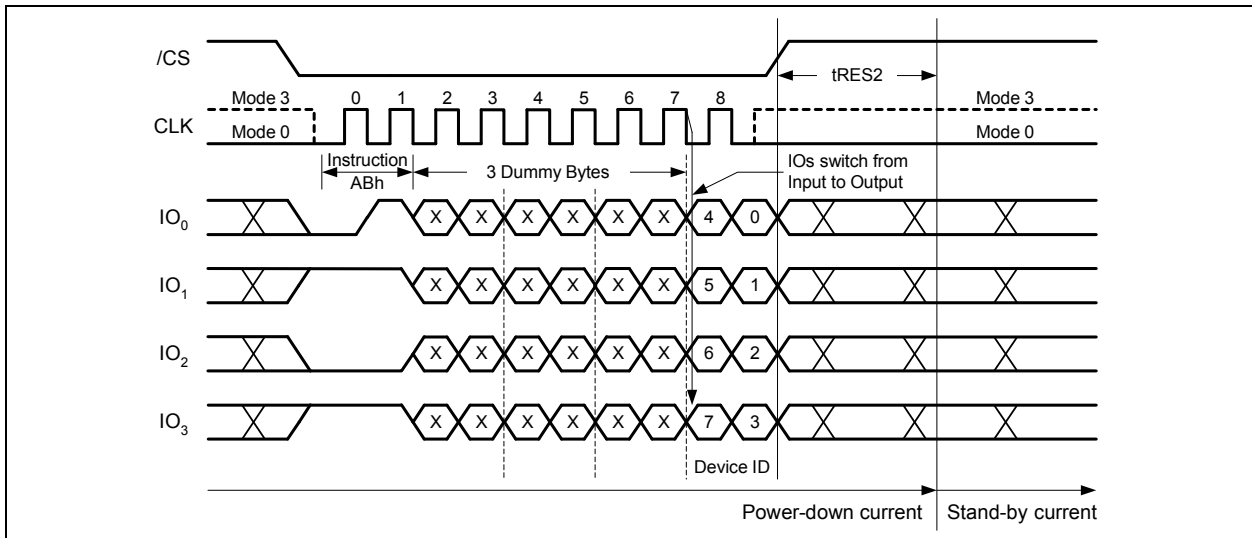 /CS
tRES2
Mode 3 0 1 2 3 4 5 6 7 8 Mode 3
CLK
Mode 0 Mode 0
Instruction
ABh
3 Dummy Bytes
IOs switch from
Input to Output
IO0 X X X X X X 4 0
IO1 X X X X X X 5 1
IO2 X X X X X X 6 2
IO3 X X X X X X 7 3
Device ID
Power-down current Stand-by current